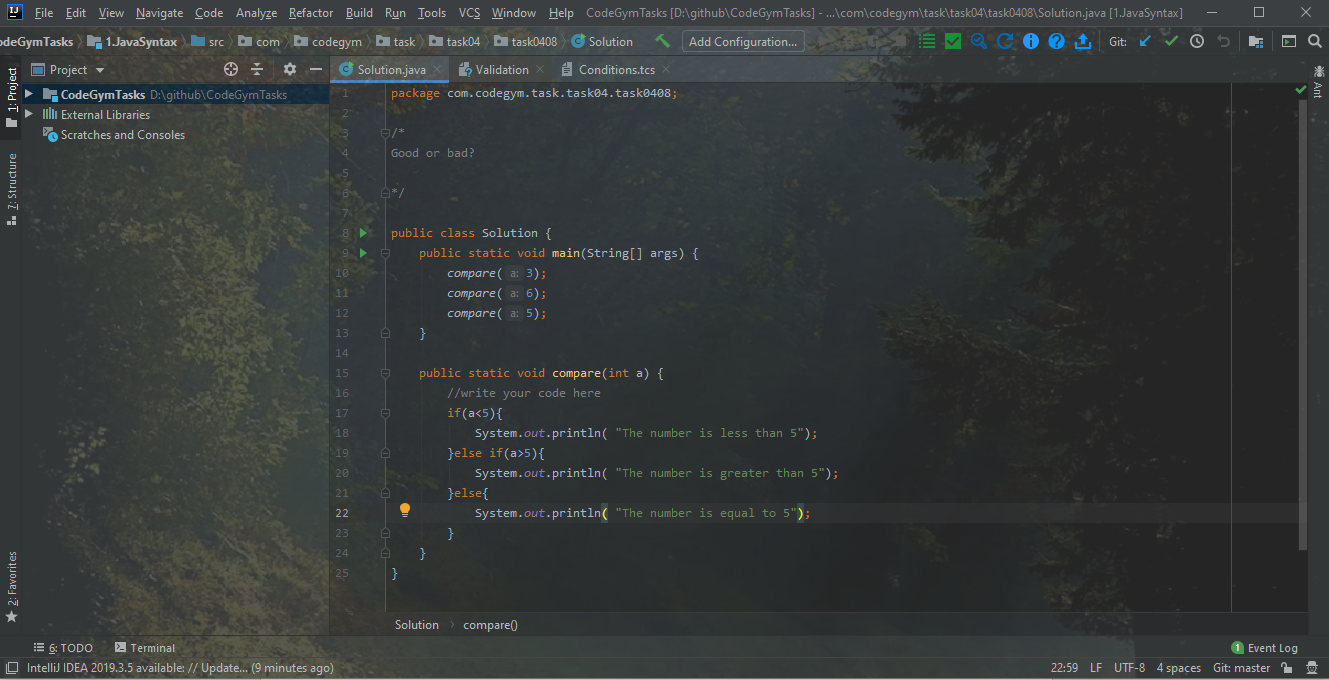 File Edit View Navigate Code Analyze Refactor Build Run Tools VCS Window Help CodeGymTasks [D:\github\CodeGymTasks] - ...\com\codegym\task\task04\task0408\Solution.java [1.JavaSyntax]
odeGymTasks 1.JavaSyntax src com codegym task task04 task0408 Solution Add Configuration... Git:
Project
Solution.java Validation Conditions.tcs
1: Project
7: Structure
2: Favorites
Ant
CodeGymTasks D:\github\CodeGymTasks
External Libraries
Scratches and Consoles
1 package com.codegym.task.task04.task0408;
2
3 /*
4 Good or bad?
5
6 */
7
8 public class Solution {
9 public static void main(String[] args) {
10 compare( a: 3);
11 compare( a: 6);
12 compare( a: 5);
13 }
14
15 public static void compare(int a) {
16 //write your code here
17 if(a<5){
18 System.out.println( "The number is less than 5");
19 }else if(a>5){
20 System.out.println( "The number is greater than 5");
21 }else{
22 System.out.println( "The number is equal to 5");
23 }
24 }
25 }
Solution compare()
6: TODO Terminal 1 Event Log
IntelliJ IDEA 2019.3.5 available: // Update... (9 minutes ago) 22:59 LF UTF-8 4 spaces Git: master